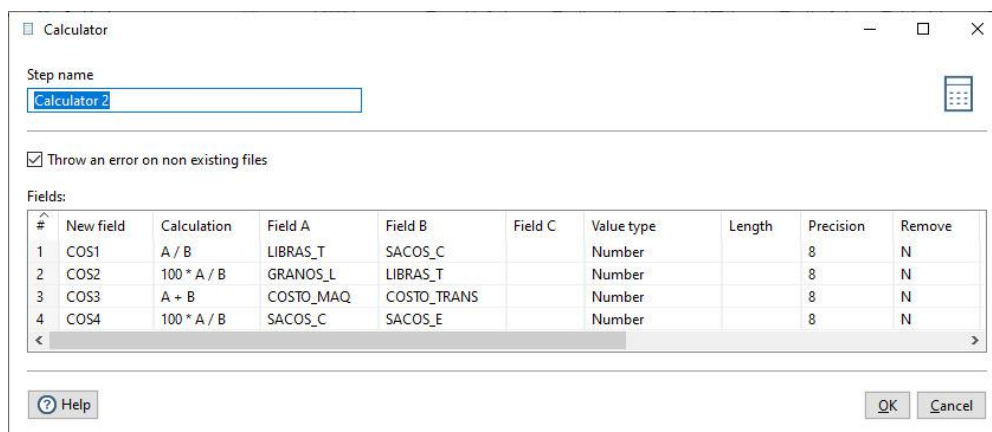 Calculator
Step name
Calculator 2
Throw an error on non existing files
Fields:
# New field Calculation Field A Field B Field C Value type Length Precision Remove
1 COS1 A / B LIBRAS_T SACOS_C Number 8 N
2 COS2 100 * A / B GRANOS_L LIBRAS_T Number 8 N
3 COS3 A + B COSTO_MAQ COSTO_TRANS Number 8 N
4 COS4 100 * A / B SACOS_C SACOS_E Number 8 N
Help OK Cancel